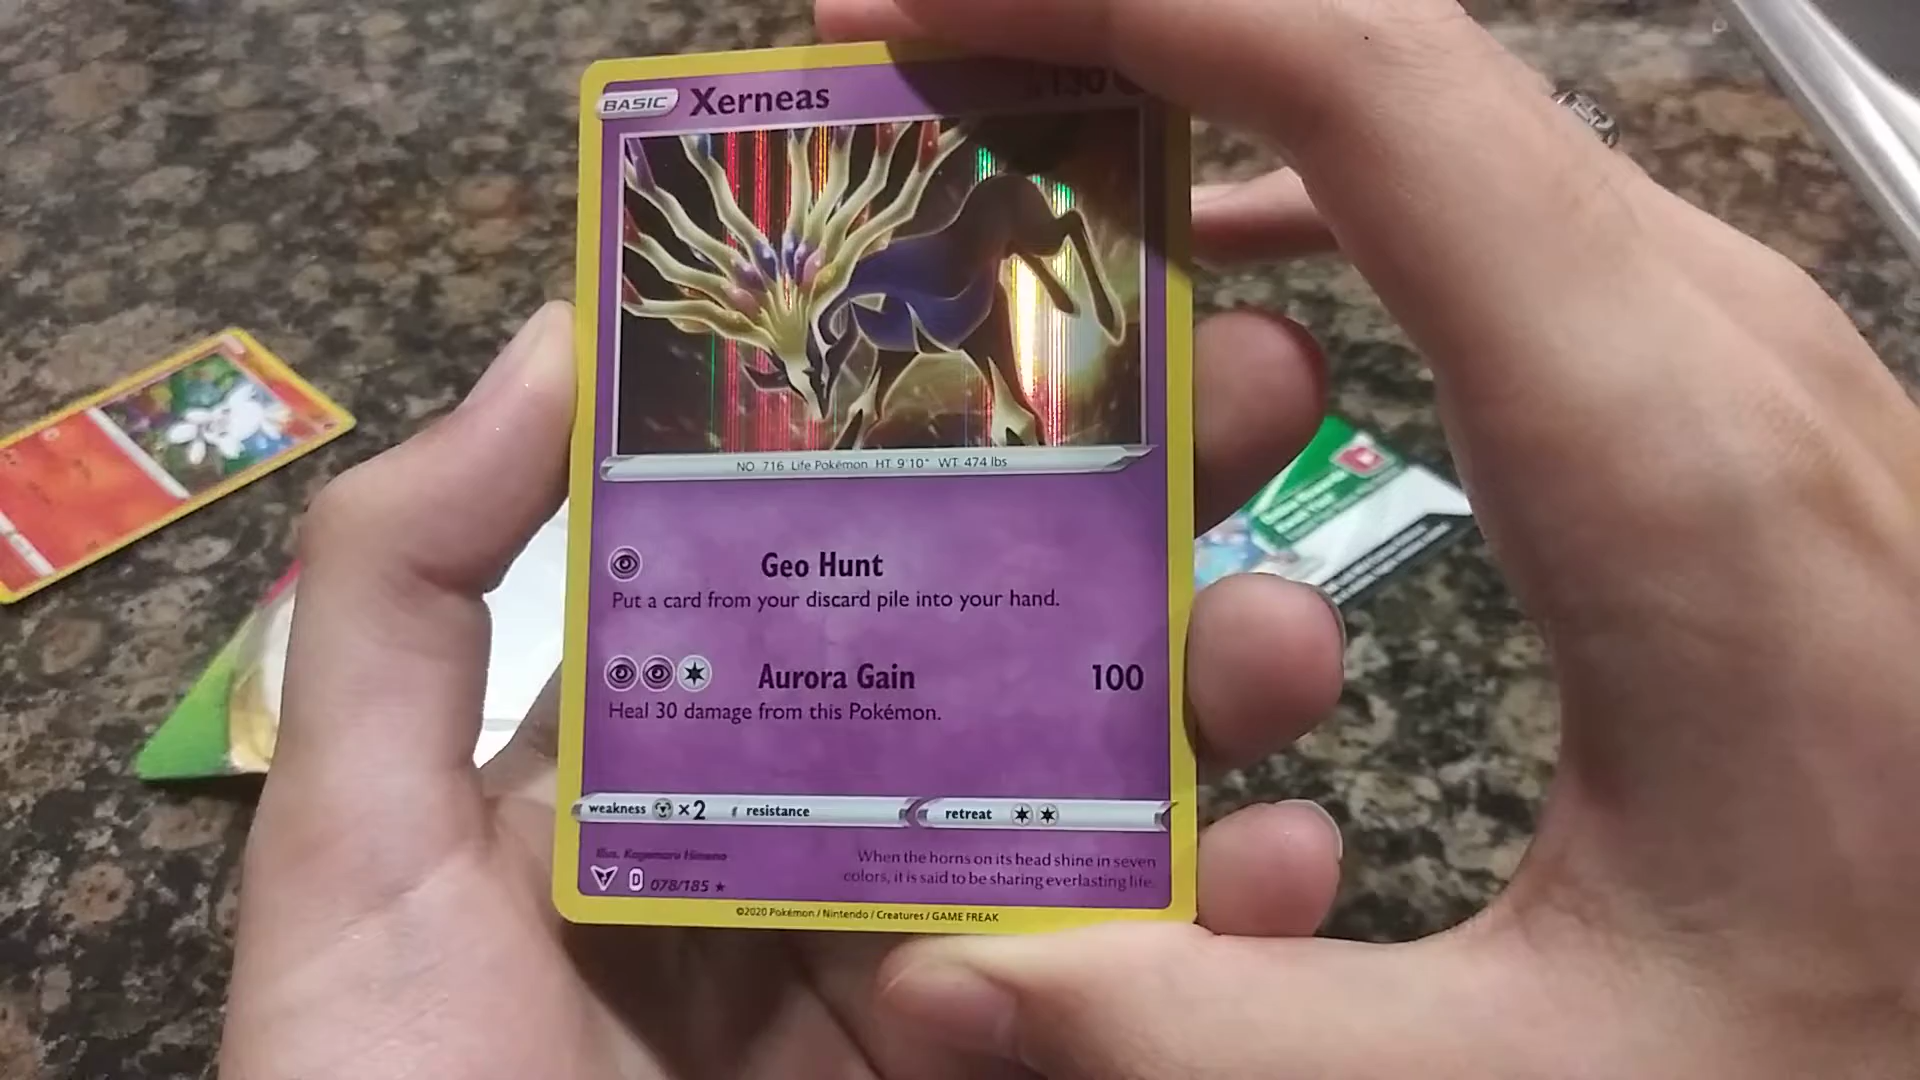 BASIC Xerneas 130
NO. 716 Life Pokémon HT 9'10" WT 474 lbs
Geo Hunt
Put a card from your discard pile into your hand.
Aurora Gain 100
Heal 30 damage from this Pokémon.
weakness ×2 resistance retreat
Illus. Kagemaru Himeno
When the horns on its head shine in seven
colors, it is said to be sharing everlasting life.
D 078/185 ★
©2020 Pokémon / Nintendo / Creatures / GAME FREAK